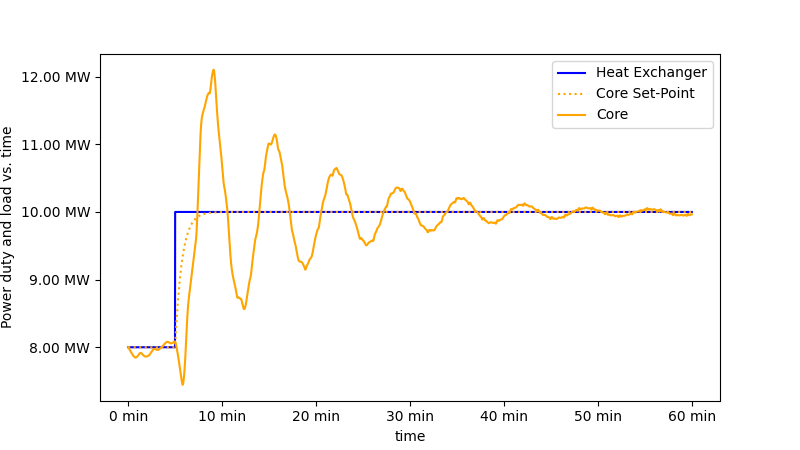 Power duty and load vs. time
12.00 MW
11.00 MW
10.00 MW
9.00 MW
8.00 MW
Heat Exchanger
Core Set-Point
Core
0 min 10 min 20 min 30 min 40 min 50 min 60 min
time